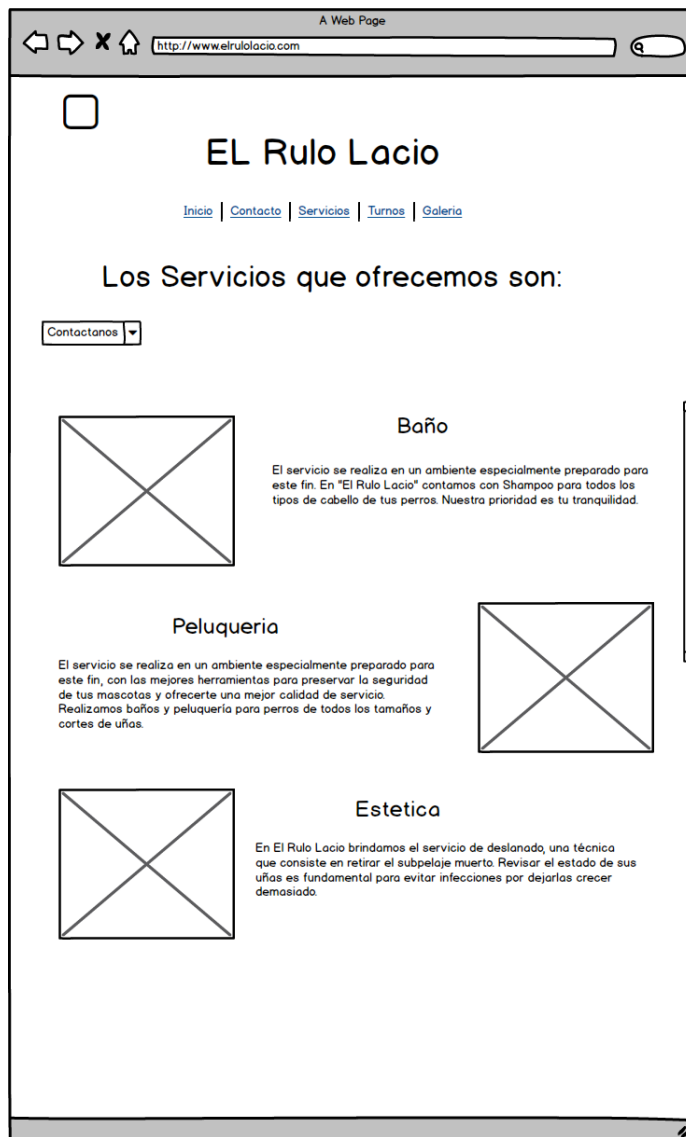 A Web Page
http://www.elrulolacio.com
EL Rulo Lacio
Inicio Contacto Servicios Turnos Galeria
Los Servicios que ofrecemos son:
Contactanos
Baño
El servicio se realiza en un ambiente especialmente preparado para
este fin. En "El Rulo Lacio" contamos con Shampoo para todos los
tipos de cabello de tus perros. Nuestra prioridad es tu tranquilidad.
Peluqueria
El servicio se realiza en un ambiente especialmente preparado para
este fin, con las mejores herramientas para preservar la seguridad
de tus mascotas y ofrecerte una mejor calidad de servicio.
Realizamos baños y peluquería para perros de todos los tamaños y
cortes de uñas.
Estetica
En El Rulo Lacio brindamos el servicio de deslanado, una técnica
que consiste en retirar el subpelaje muerto. Revisar el estado de sus
uñas es fundamental para evitar infecciones por dejarlas crecer
demasiado.